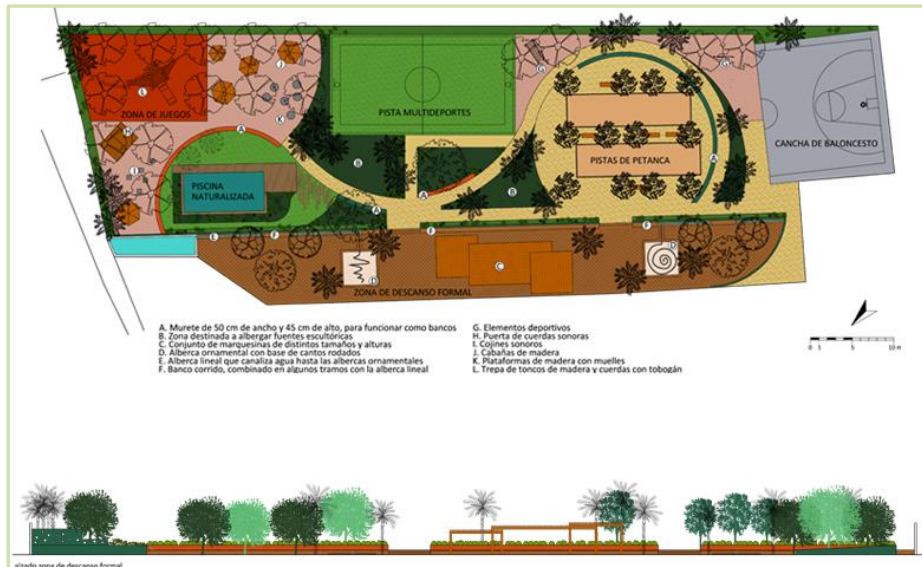 L
ZONA DE JUEGOS
J
K
H
I
A
PISCINA
NATURALIZADA
B
A
E
F
PISTA MULTIDEPORTES
G
G
PISTAS DE PETANCA
A
CANCHA DE BALONCESTO
A
B
F
F
D
C
D
ZONA DE DESCANSO FORMAL
A. Murete de 50 cm de ancho y 45 cm de alto, para funcionar como bancos
B. Zona destinada a albergar fuentes escultóricas
C. Conjunto de marquesinas de distintos tamaños y alturas
D. Alberca ornamental con base de cantos rodados
E. Alberca lineal que canaliza agua hasta las albercas ornamentales
F. Banco corrido, combinado en algunos tramos con la alberca lineal
G. Elementos deportivos
H. Puerta de cuerdas sonoras
I. Cojines sonoros
J. Cabañas de madera
K. Plataformas de madera con muelles
L. Trepa de toncos de madera y cuerdas con tobogán
0 1 5 10 m
alzado zona de descanso formal